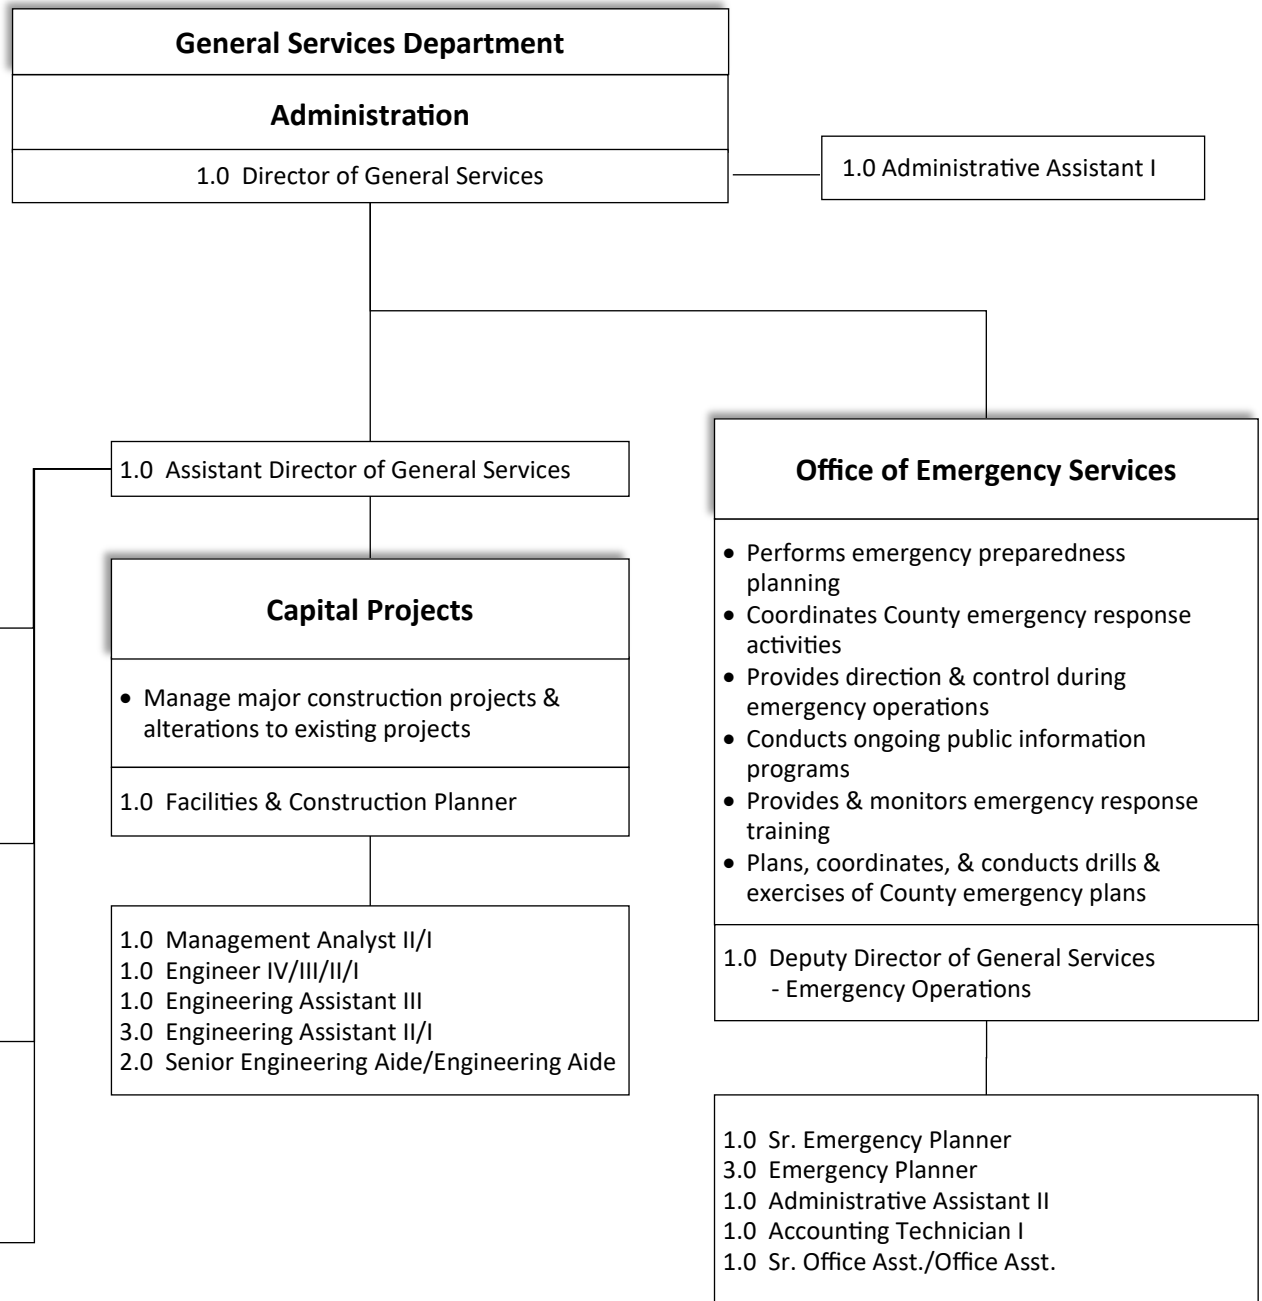 General Services Department
Administration
1.0 Director of General Services
1.0 Administrative Assistant I
1.0 Assistant Director of General Services
Capital Projects
• Manage major construction projects &
alterations to existing projects
1.0 Facilities & Construction Planner
1.0 Management Analyst II/I
1.0 Engineer IV/III/II/I
1.0 Engineering Assistant III
3.0 Engineering Assistant II/I
2.0 Senior Engineering Aide/Engineering Aide
Office of Emergency Services
• Performs emergency preparedness
planning
• Coordinates County emergency response
activities
• Provides direction & control during
emergency operations
• Conducts ongoing public information
programs
• Provides & monitors emergency response
training
• Plans, coordinates, & conducts drills &
exercises of County emergency plans
1.0 Deputy Director of General Services
- Emergency Operations
1.0 Sr. Emergency Planner
3.0 Emergency Planner
1.0 Administrative Assistant II
1.0 Accounting Technician I
1.0 Sr. Office Asst./Office Asst.